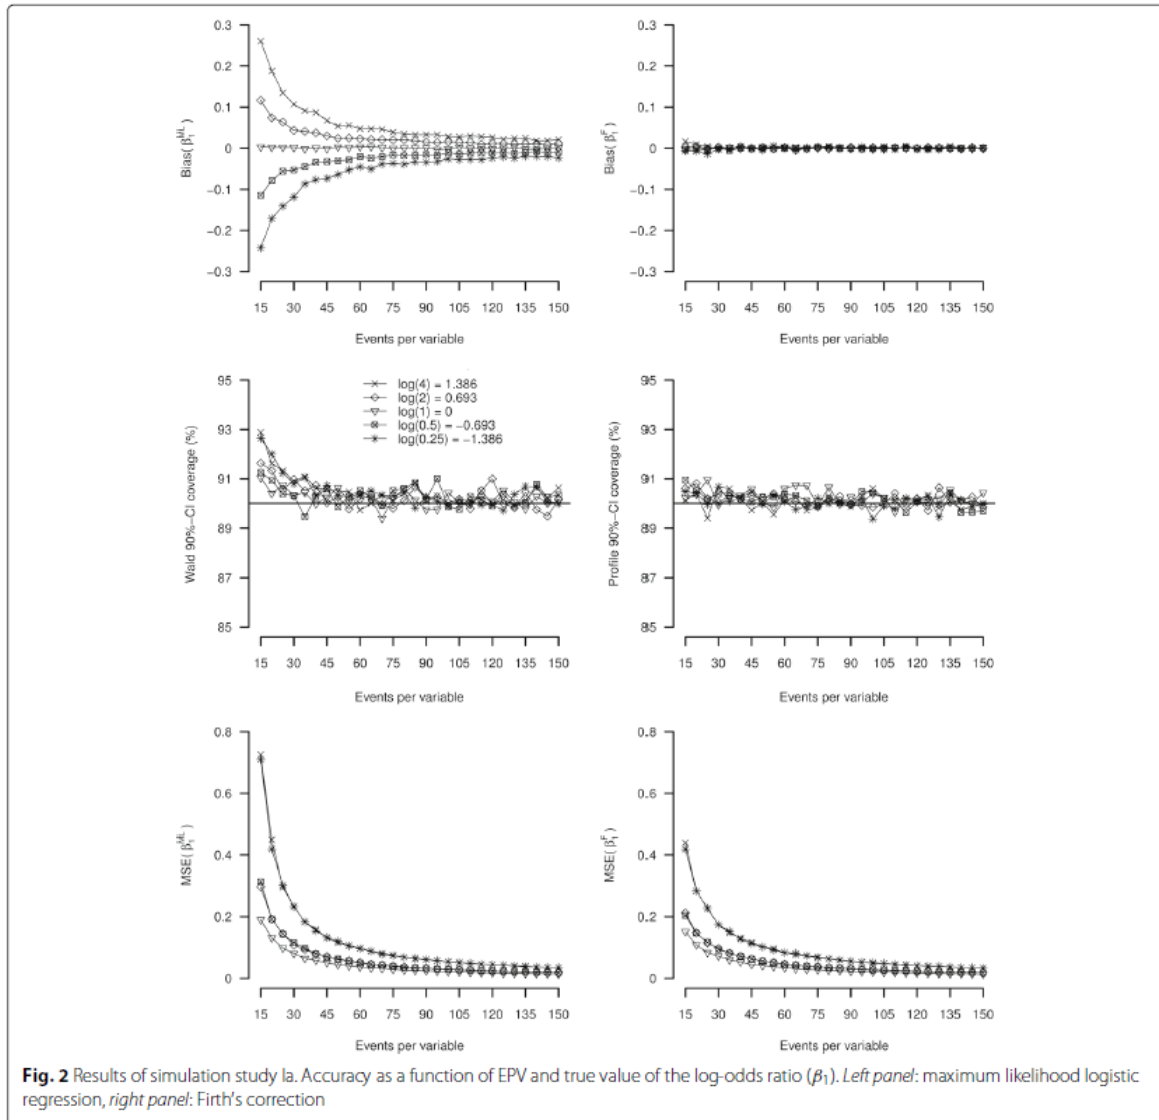 0.3
0.2
0.1
0
−0.1
−0.2
−0.3
Bias( β₁ᴹᴸ )
15 30 45 60 75 90 105 120 135 150
Events per variable
0.3
0.2
0.1
0
−0.1
−0.2
−0.3
Bias( β₁ᶠ )
15 30 45 60 75 90 105 120 135 150
Events per variable
95
93
91
89
87
85
Wald 90%−CI coverage (%)
log(4) = 1.386
log(2) = 0.693
log(1) = 0
log(0.5) = −0.693
log(0.25) = −1.386
15 30 45 60 75 90 105 120 135 150
Events per variable
95
93
91
89
87
85
Profile 90%−CI coverage (%)
15 30 45 60 75 90 105 120 135 150
Events per variable
0.8
0.6
0.4
0.2
0
MSE( β₁ᴹᴸ )
15 30 45 60 75 90 105 120 135 150
Events per variable
0.8
0.6
0.4
0.2
0
MSE( β₁ᶠ )
15 30 45 60 75 90 105 120 135 150
Events per variable
Fig. 2 Results of simulation study Ia. Accuracy as a function of EPV and true value of the log-odds ratio (β₁). Left panel: maximum likelihood logistic
regression, right panel: Firth's correction